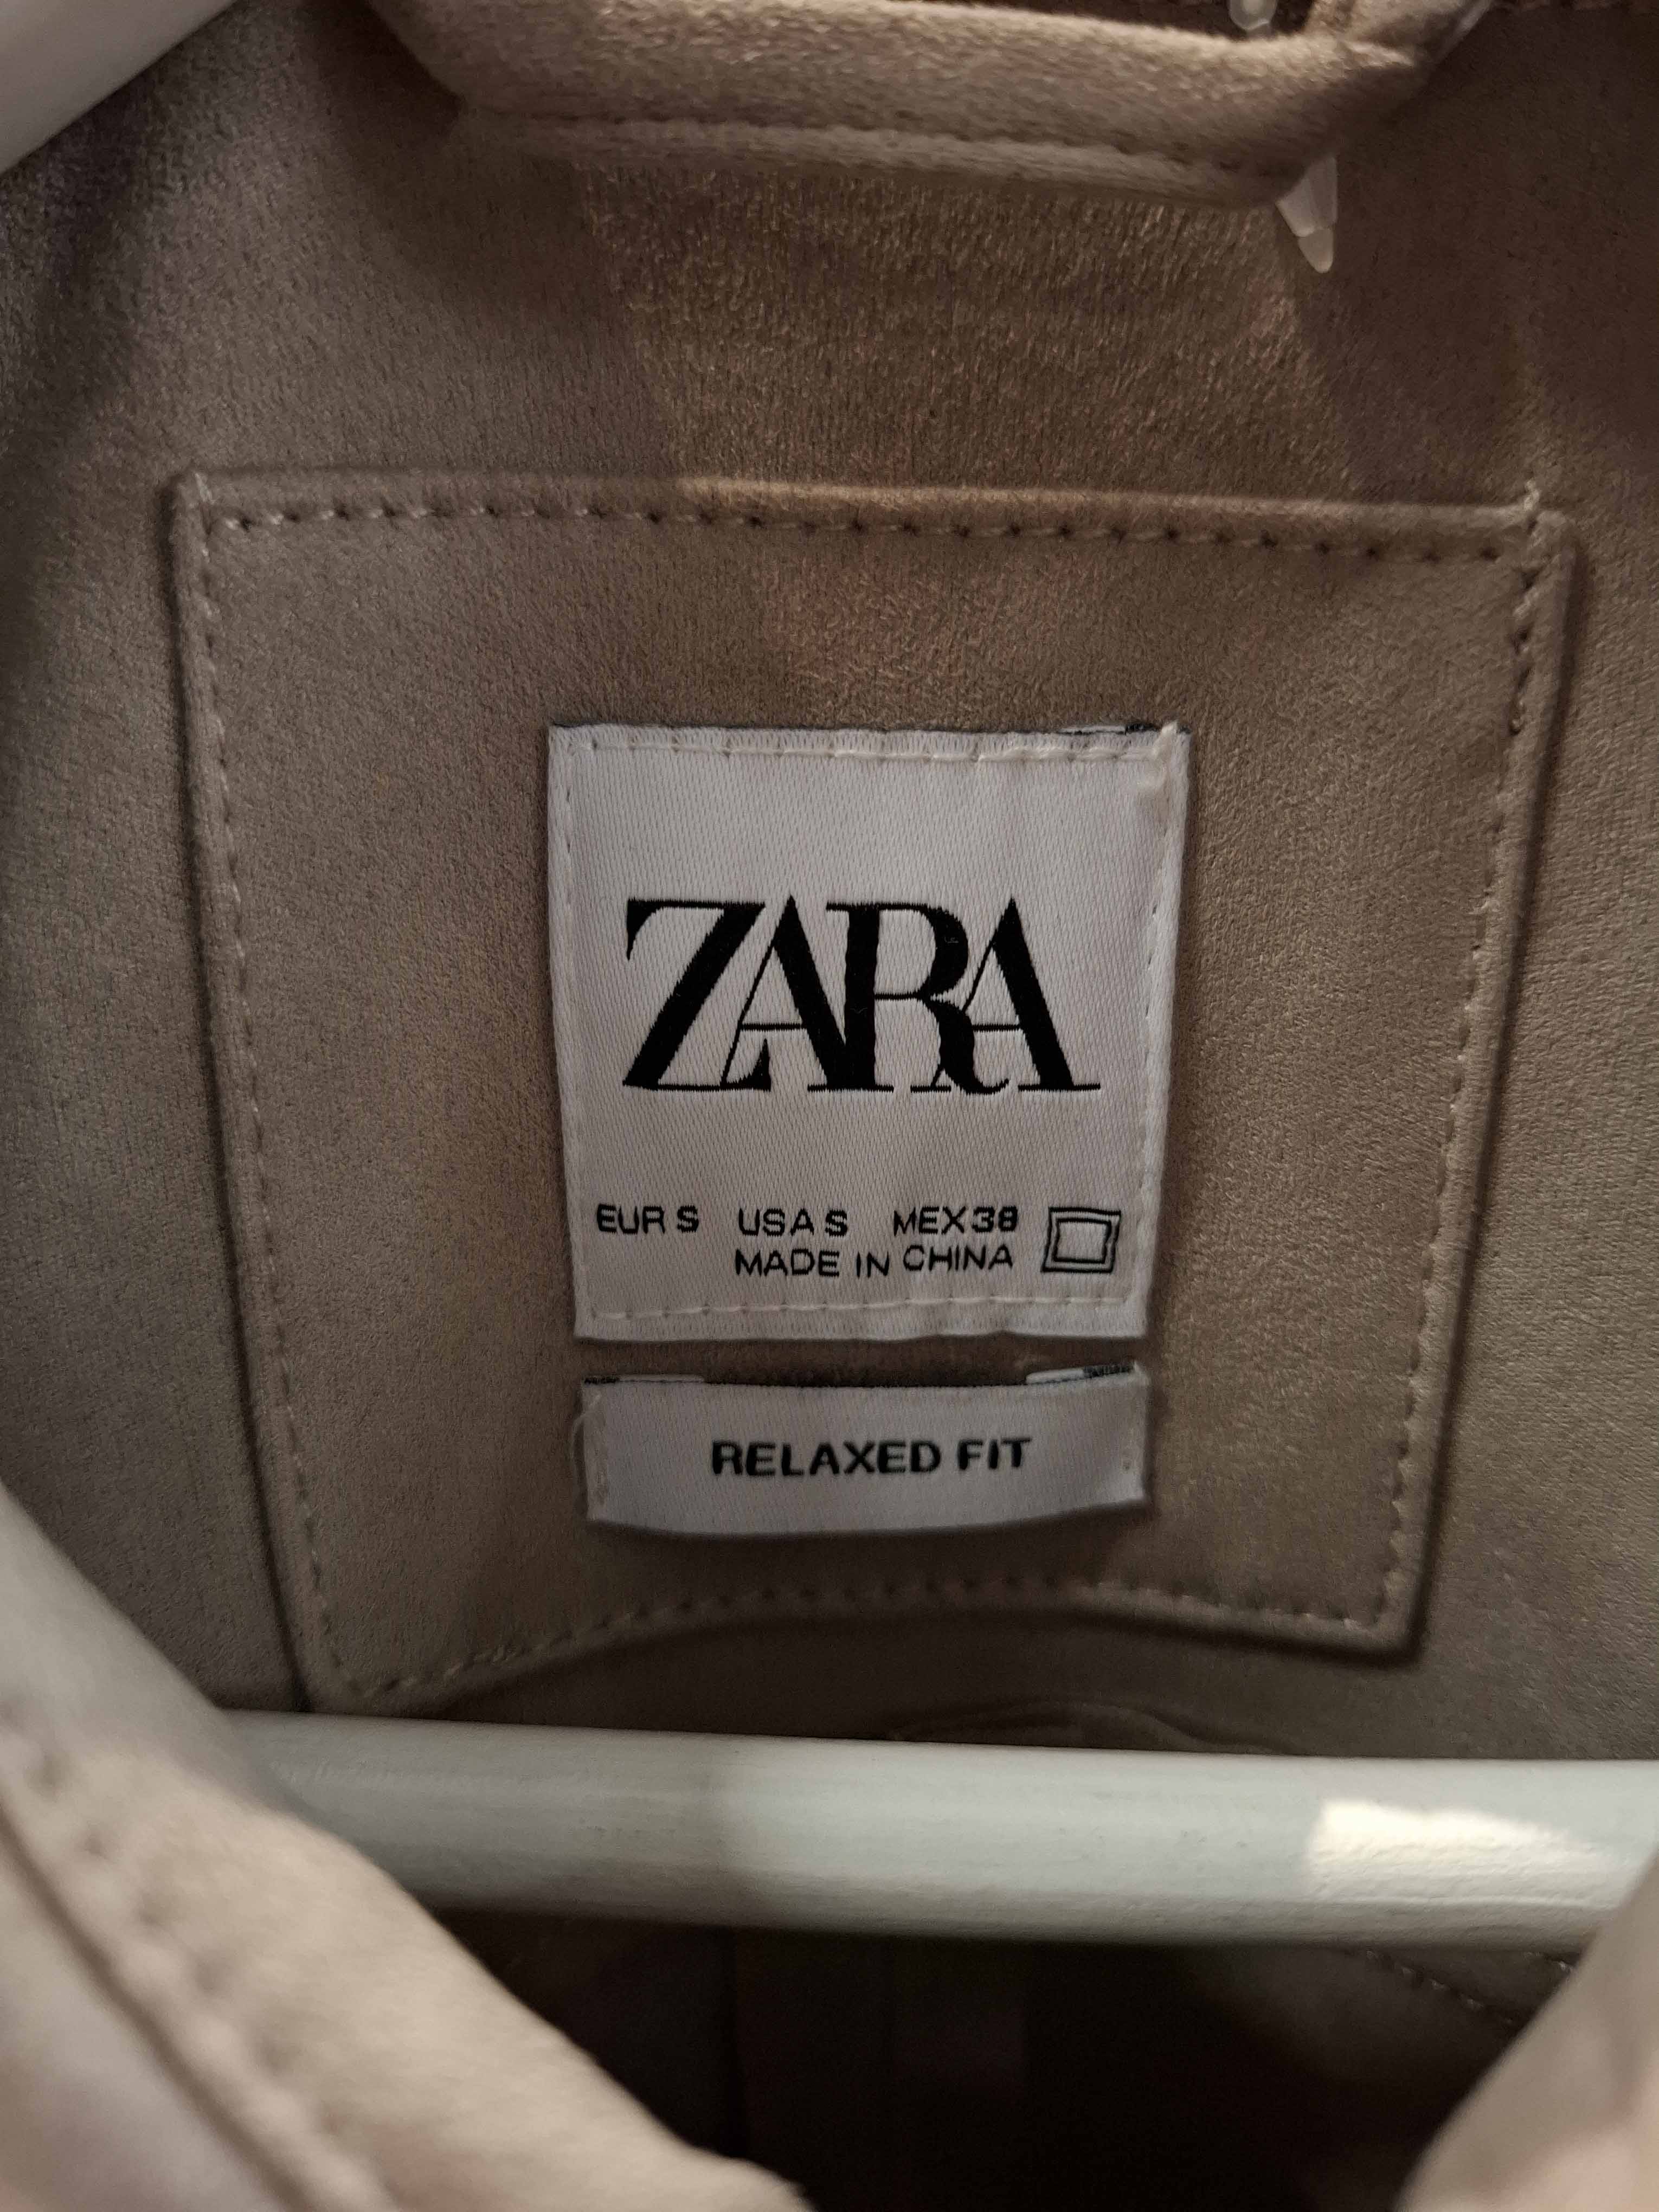 ZARA
EUR S USA S MEX 38
MADE IN CHINA
RELAXED FIT